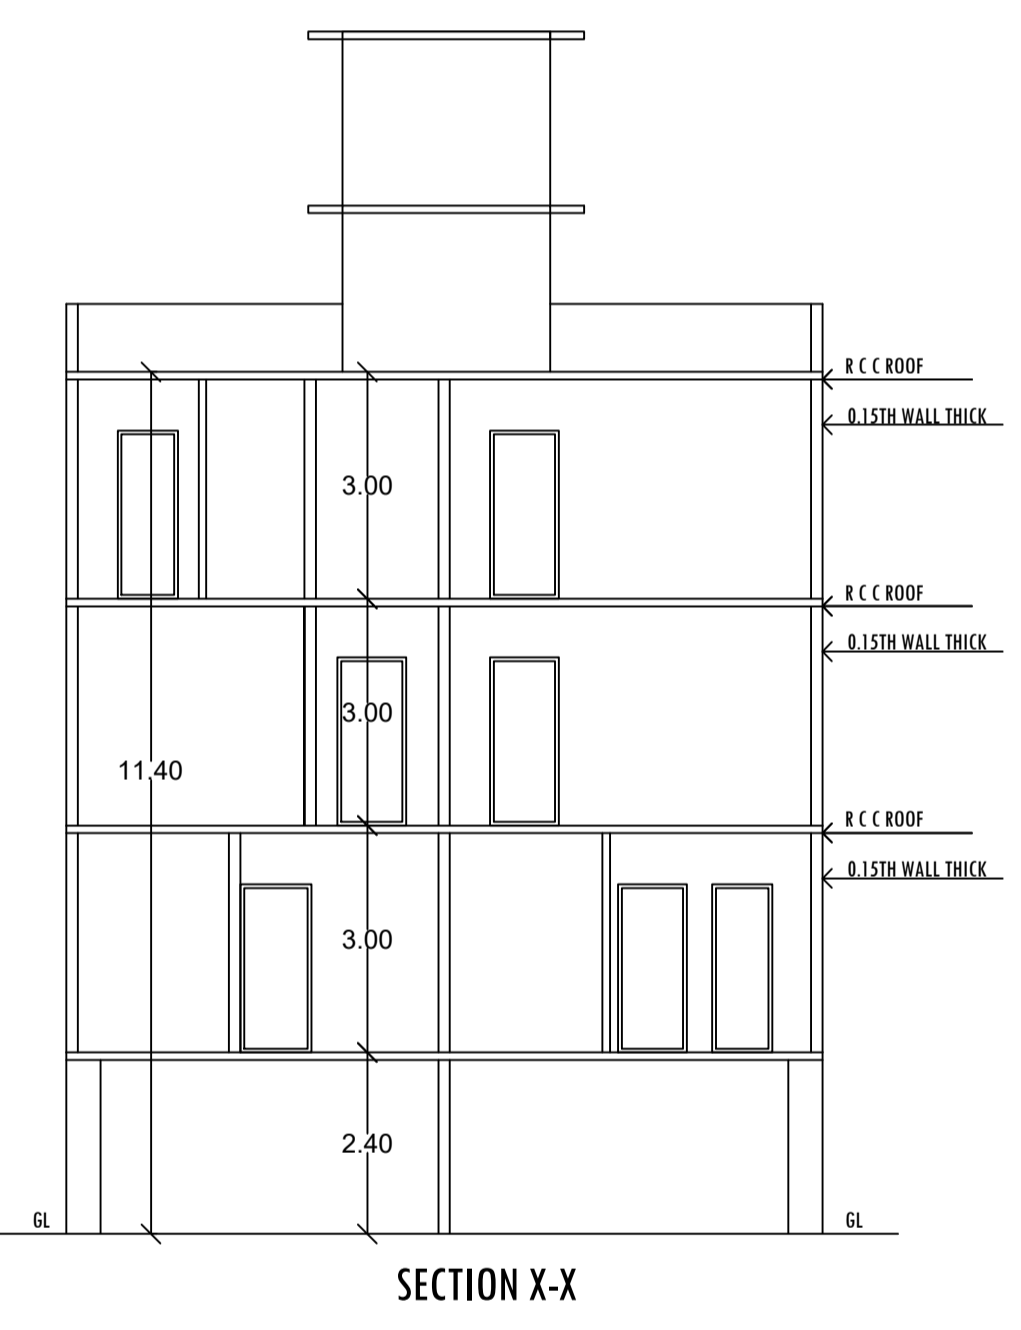 R C C ROOF
0.15TH WALL THICK
3.00
R C C ROOF
0.15TH WALL THICK
3.00
11.40
R C C ROOF
0.15TH WALL THICK
3.00
2.40
GL
GL
SECTION X-X